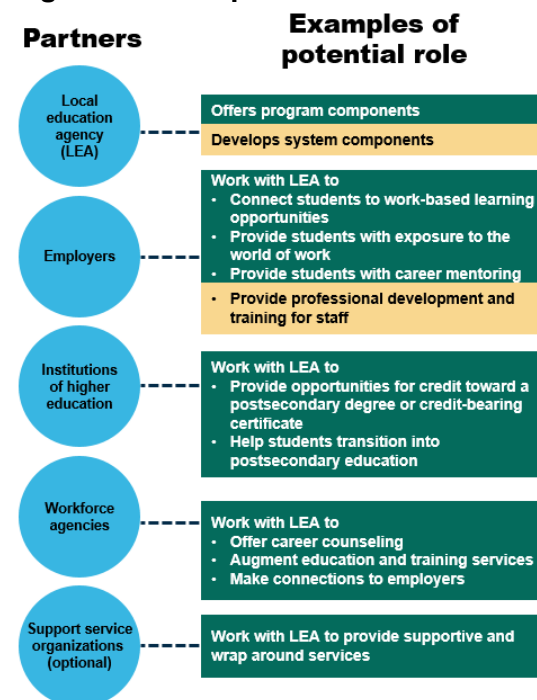 Partners
Examples of
potential role
Local
education
agency
(LEA)
Offers program components
Develops system components
Employers
Work with LEA to
• Connect students to work-based learning
opportunities
• Provide students with exposure to the
world of work
• Provide students with career mentoring
• Provide professional development and
training for staff
Institutions
of higher
education
Work with LEA to
• Provide opportunities for credit toward a
postsecondary degree or credit-bearing
certificate
• Help students transition into
postsecondary education
Workforce
agencies
Work with LEA to
• Offer career counseling
• Augment education and training services
• Make connections to employers
Support service
organizations
(optional)
Work with LEA to provide supportive and
wrap around services